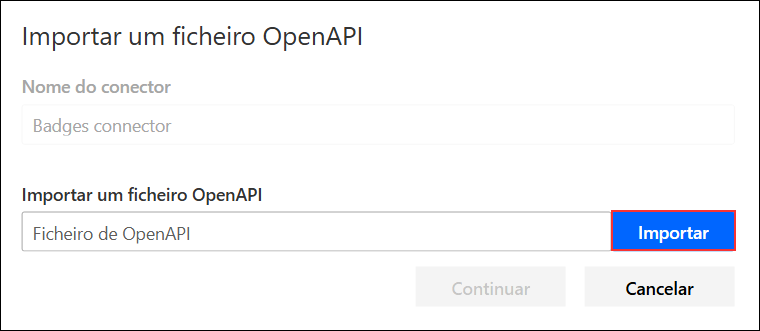 Importar um ficheiro OpenAPI
Nome do conector
Badges connector
Importar um ficheiro OpenAPI
Ficheiro de OpenAPI
Importar
Continuar
Cancelar